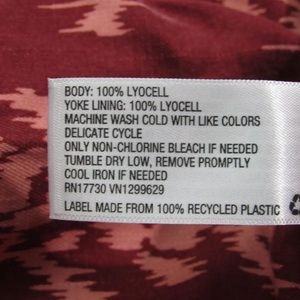 BODY: 100% LYOCELL
YOKE LINING: 100% LYOCELL
MACHINE WASH COLD WITH LIKE COLORS
DELICATE CYCLE
ONLY NON-CHLORINE BLEACH IF NEEDED
TUMBLE DRY LOW, REMOVE PROMPTLY
COOL IRON IF NEEDED
RN17730 VN1299629
LABEL MADE FROM 100% RECYCLED PLASTIC